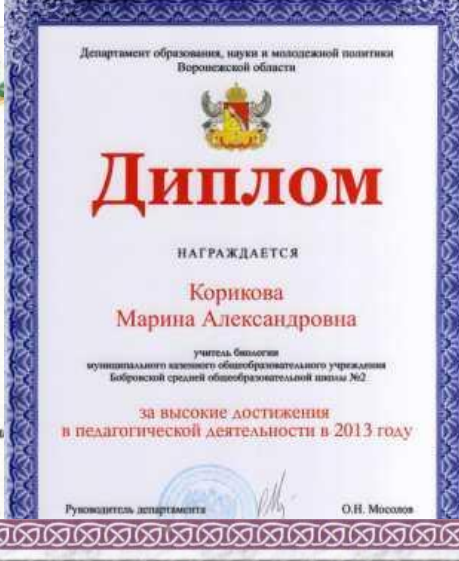 Департамент образования, науки и молодежной политики
Воронежской области
Диплом
НАГРАЖДАЕТСЯ
Корикова
Марина Александровна
учитель биологии
муниципального казенного общеобразовательного учреждения
Бобровской средней общеобразовательной школы №2
за высокие достижения
в педагогической деятельности в 2013 году
Руководитель департамента О.Н. Мосолов